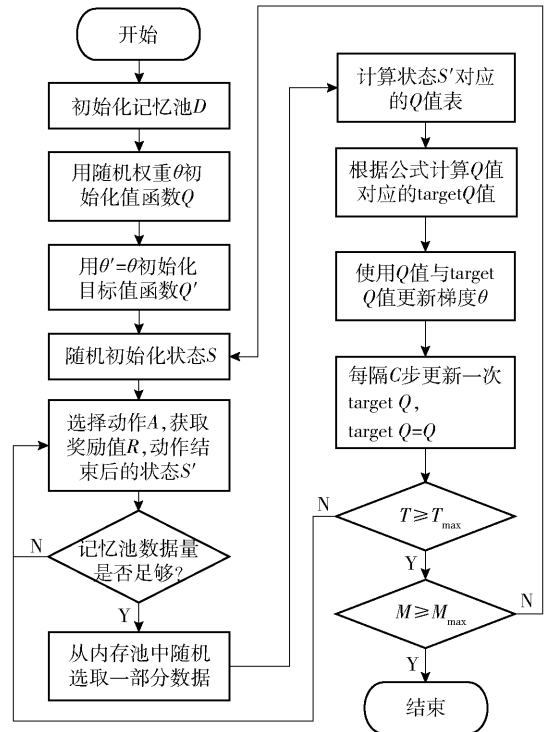 开始
初始化记忆池D
用随机权重θ初
始化值函数Q
用θ′=θ初始化
目标值函数Q′
随机初始化状态S
选择动作A,获取
奖励值R,动作结
束后的状态S′
记忆池数据量
是否足够?
N
Y
从内存池中随机
选取一部分数据
计算状态S′对应
的Q值表
根据公式计算Q值
对应的targetQ值
使用Q值与target
Q值更新梯度θ
每隔C步更新一次
target Q,
target Q=Q
T⩾Tmax
N
Y
M⩾Mmax
N
Y
结束